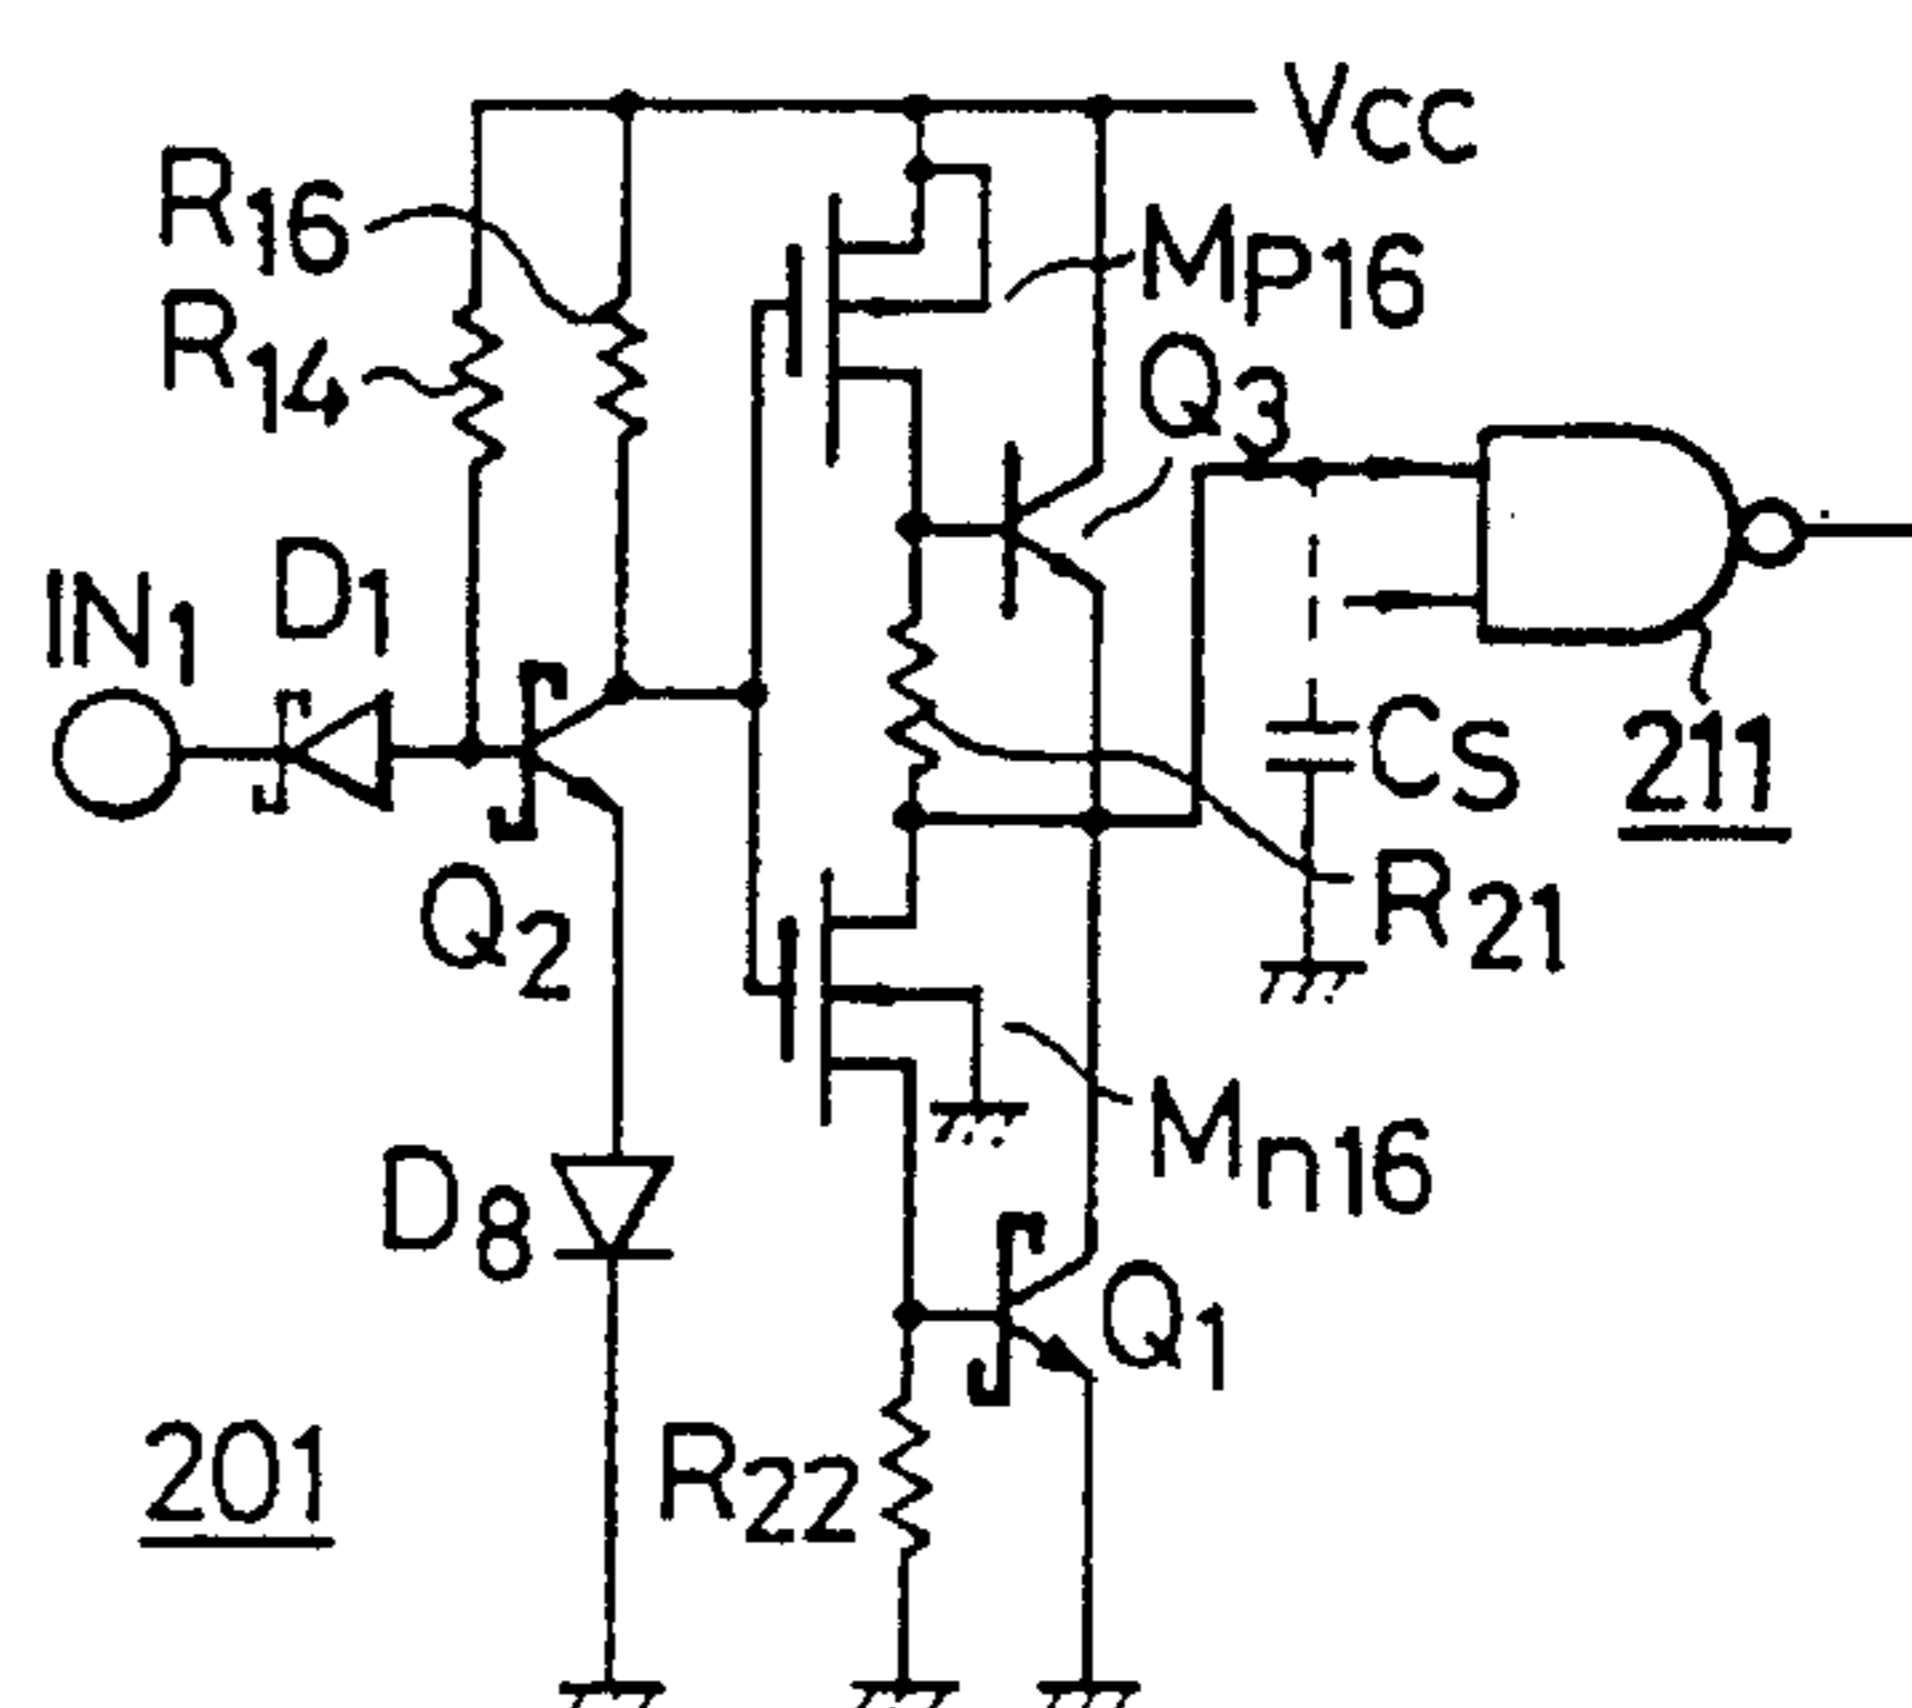 VCC
R16
MP16
R14
Q3
D1
IN1
CS
211
Q2
R21
Mn16
D8
Q1
R22
201